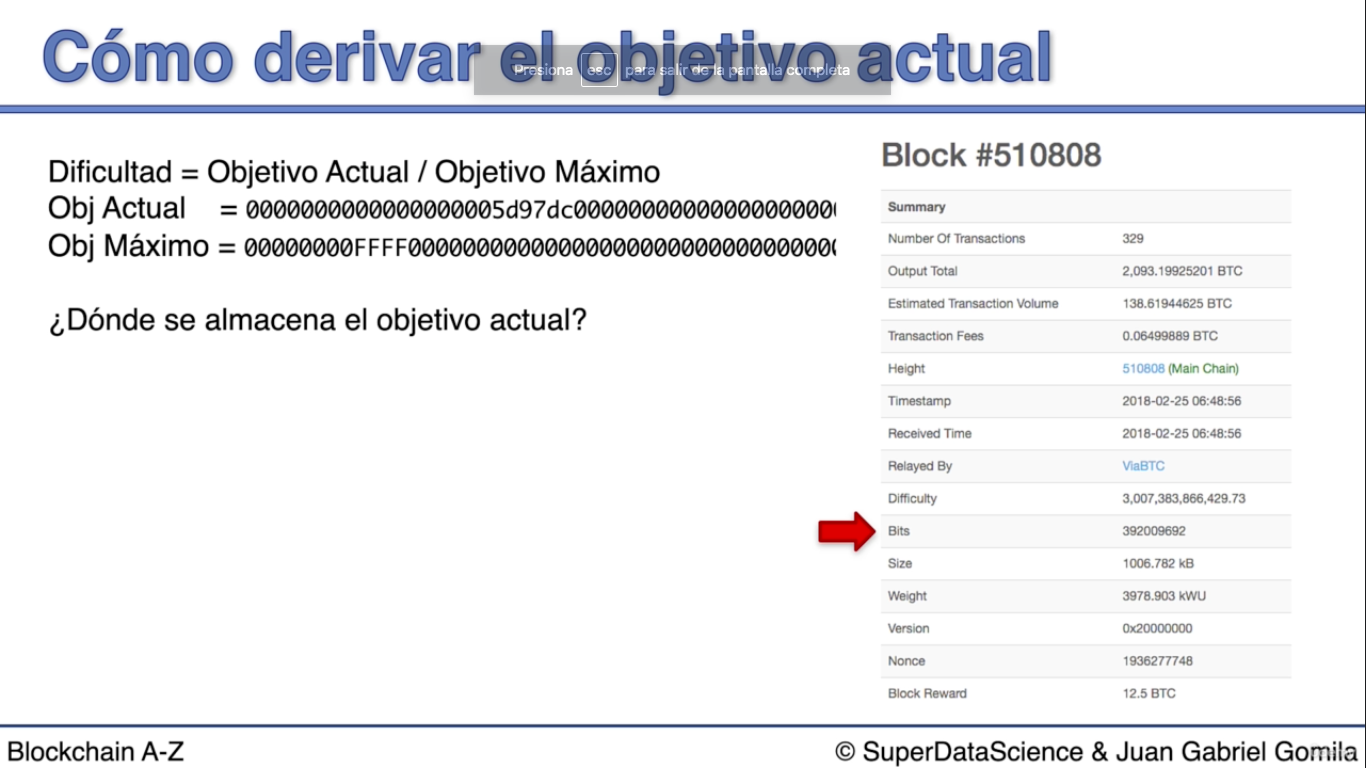 Cómo derivar el objetivo actual
Presiona esc para salir de la pantalla completa
Dificultad = Objetivo Actual / Objetivo Máximo
Obj Actual = 0000000000000000005d97dc00000000000000000000
Obj Máximo = 00000000FFFF00000000000000000000000000000000
¿Dónde se almacena el objetivo actual?
Block #510808
Summary
Number Of Transactions 329
Output Total 2,093.19925201 BTC
Estimated Transaction Volume 138.61944625 BTC
Transaction Fees 0.06499889 BTC
Height 510808 (Main Chain)
Timestamp 2018-02-25 06:48:56
Received Time 2018-02-25 06:48:56
Relayed By ViaBTC
Difficulty 3,007,383,866,429.73
Bits 392009692
Size 1006.782 kB
Weight 3978.903 kWU
Version 0x20000000
Nonce 1936277748
Block Reward 12.5 BTC
Blockchain A-Z
© SuperDataScience & Juan Gabriel Gomila